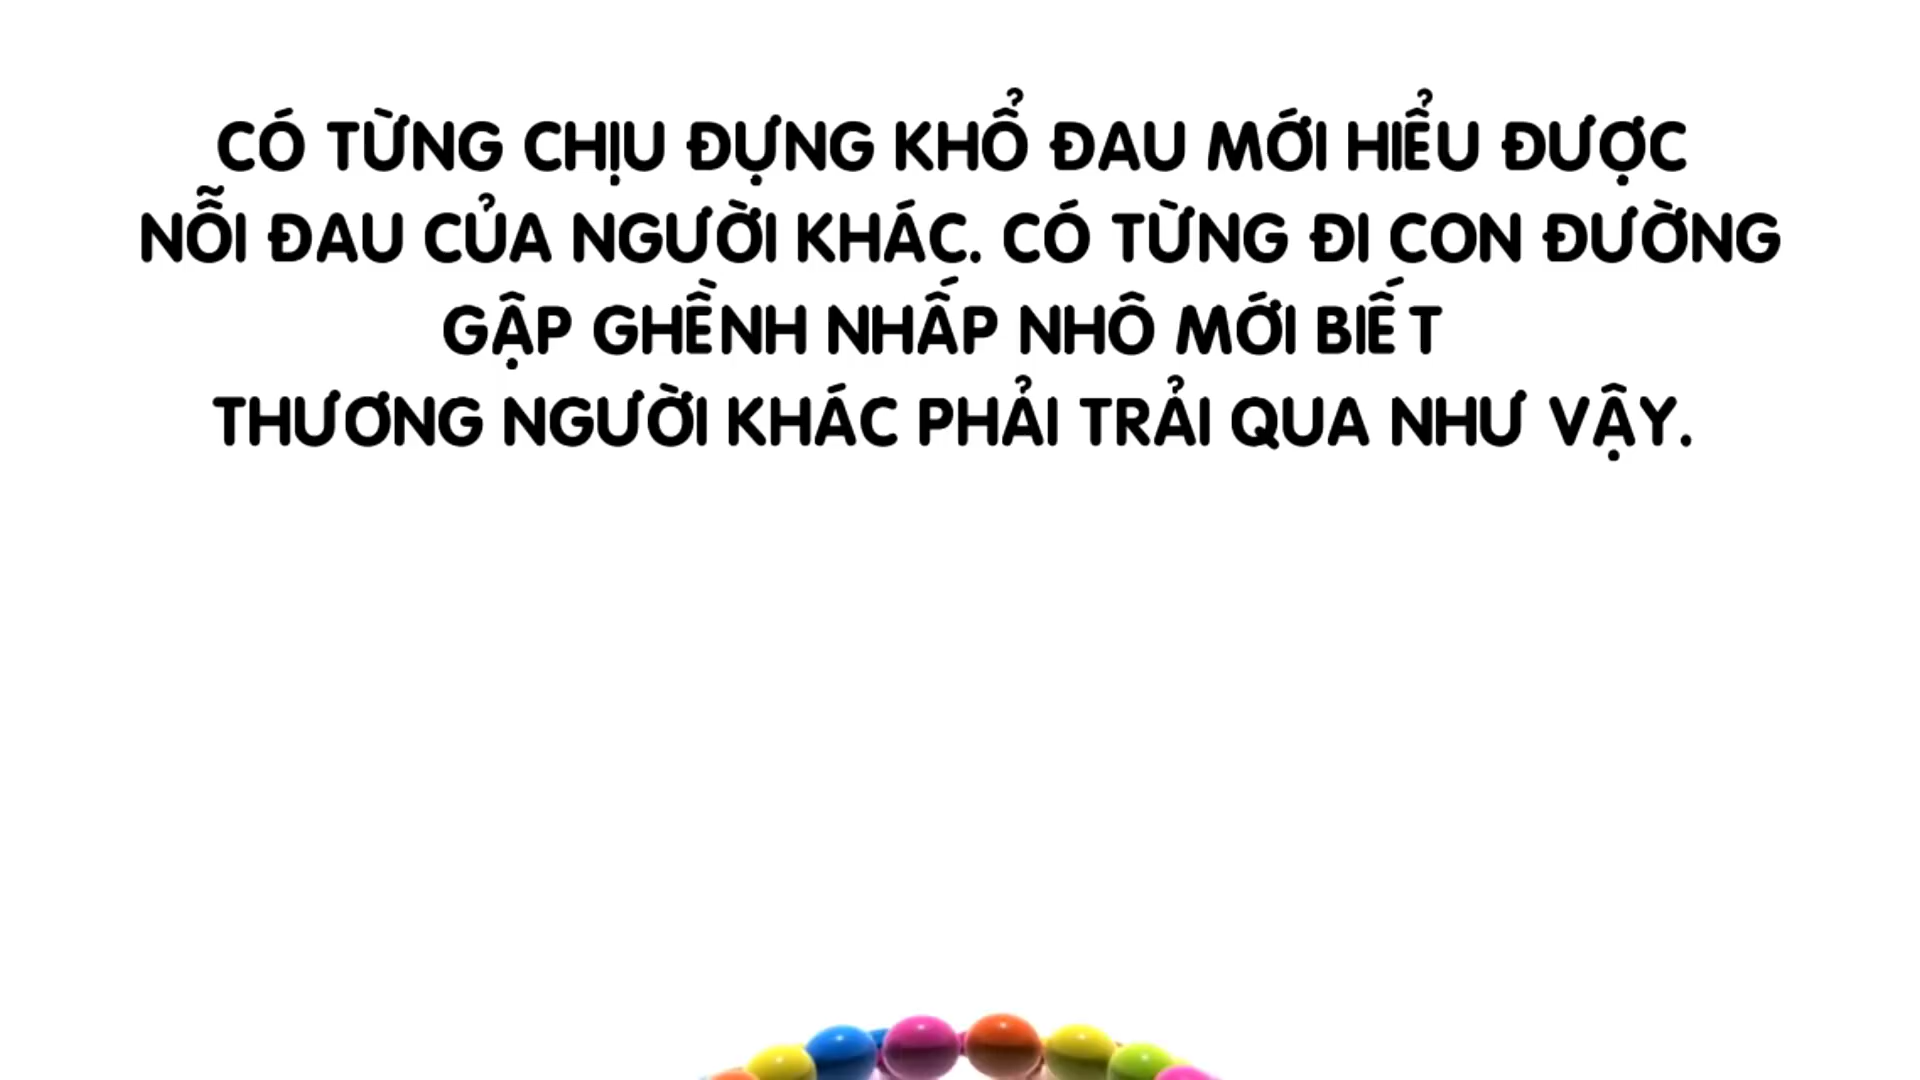 CÓ TỪNG CHỊU ĐỰNG KHỔ ĐAU MỚI HIỂU ĐƯỢC
NỖI ĐAU CỦA NGƯỜI KHÁC. CÓ TỪNG ĐI CON ĐƯỜNG
GẬP GHỀNH NHẤP NHÔ MỚI BIẾT
THƯƠNG NGƯỜI KHÁC PHẢI TRẢI QUA NHƯ VẬY.